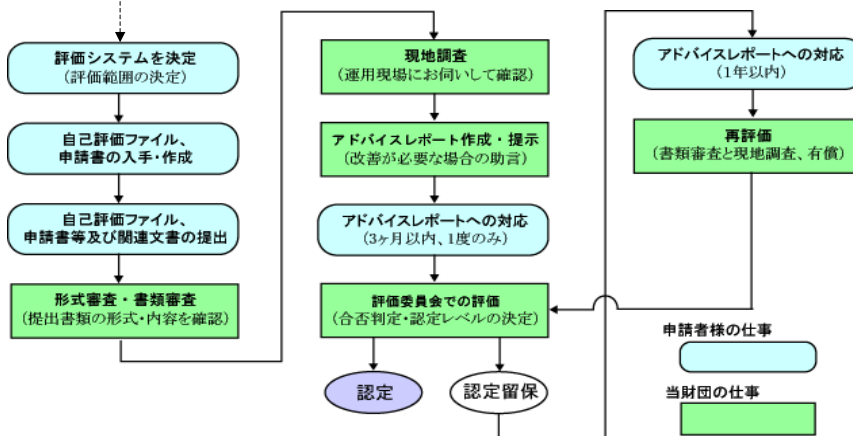 評価システムを決定
(評価範囲の決定)
自己評価ファイル、
申請書の入手・作成
自己評価ファイル、
申請書等及び関連文書の提出
形式審査・書類審査
(提出書類の形式・内容を確認)
現地調査
(運用現場にお伺いして確認)
アドバイスレポート作成・提示
(改善が必要な場合の助言)
アドバイスレポートへの対応
(3ヶ月以内、1度のみ)
評価委員会での評価
(合否判定・認定レベルの決定)
認定
認定留保
アドバイスレポートへの対応
(1年以内)
再評価
(書類審査と現地調査、有償)
申請者様の仕事
当財団の仕事